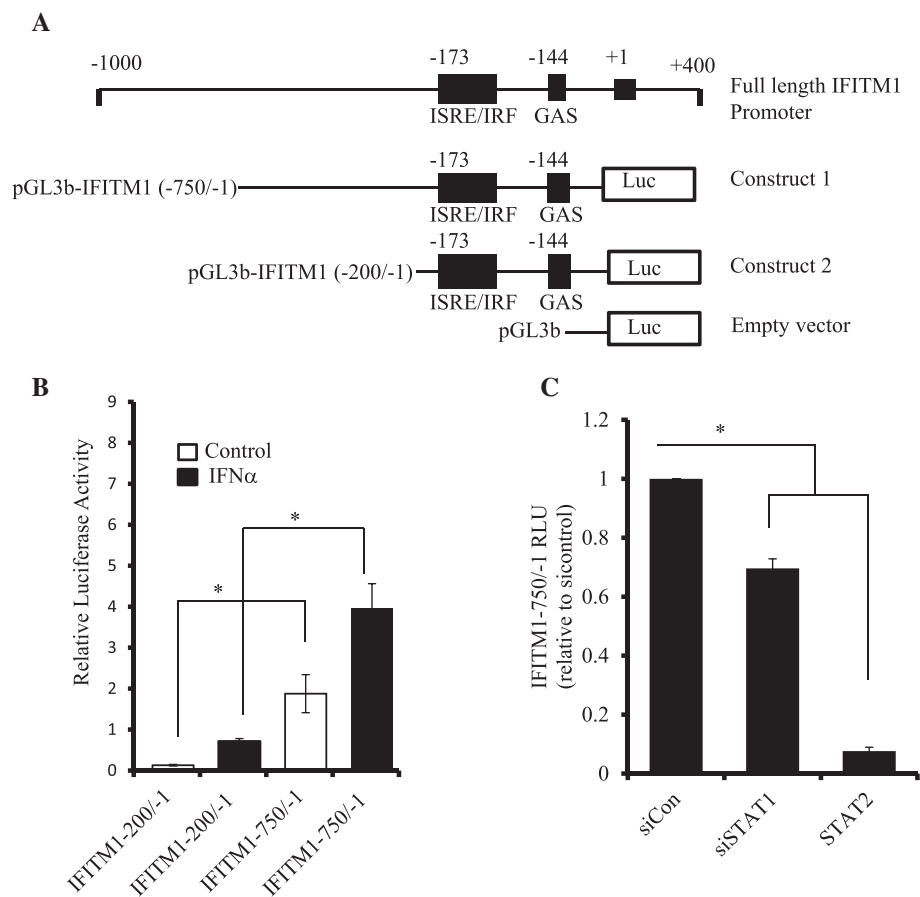 A
-1000
-173
-144
+1
+400
ISRE/IRF
GAS
Full length IFITM1
Promoter
pGL3b-IFITM1 (-750/-1)
-173
-144
ISRE/IRF
GAS
Luc
Construct 1
pGL3b-IFITM1 (-200/-1)
-173
-144
ISRE/IRF
GAS
Luc
Construct 2
pGL3b
Luc
Empty vector
B
Relative Luciferase Activity
9
8
7
6
5
4
3
2
1
0
Control
IFNα
*
*
IFITM1-200/-1
IFITM1-200/-1
IFITM1-750/-1
IFITM1-750/-1
C
IFITM1-750/-1 RLU
(relative to sicontrol)
1.2
1
0.8
0.6
0.4
0.2
0
*
siCon
siSTAT1
STAT2